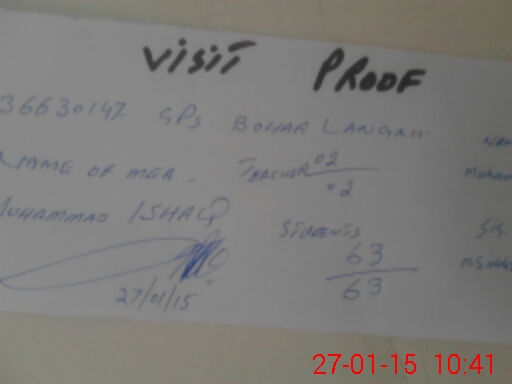 VISIT PROOF
36630147 GPS BOHAR LANGAH
NAME OF MEA. TEACHER 02
02
MUHAMMAD ISHAQ
STUDENTS 63
63
27/01/15
27-01-15 10:41